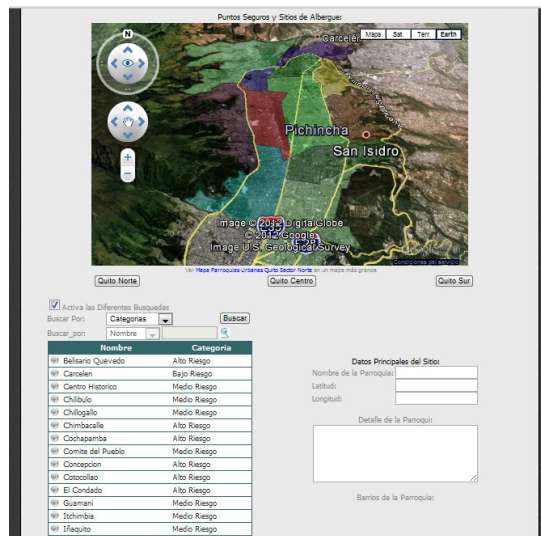 Puntos Seguros y Sitios de Albergue:
N
Carcelen
Mapa Sat. Terr. Earth
Pichincha
San Isidro
Image © 2012 DigitalGlobe
© 2012 Google
Image U.S. Geological Survey
Condiciones del servicio
Ver Mapa Parroquias Urbanas Quito Sector Norte en un mapa más grande
Quito Norte Quito Centro Quito Sur
Activa las Diferentes Busquedas
Buscar Por: Categorias Buscar
Buscar_por: Nombre
Nombre Categoria
Belisario Quevedo Alto Riesgo
Carcelen Bajo Riesgo
Centro Historico Medio Riesgo
Chilibulo Medio Riesgo
Chillogallo Medio Riesgo
Chimbacalle Alto Riesgo
Cochapamba Alto Riesgo
Comite del Pueblo Medio Riesgo
Concepcion Alto Riesgo
Cotocollao Alto Riesgo
El Condado Alto Riesgo
Guamani Medio Riesgo
Itchimbia Medio Riesgo
Iñaquito Medio Riesgo
Datos Principales del Sitio:
Nombre de la Parroquia:
Latitud:
Longitud:
Detalle de la Parroqui:
Barrios de la Parroquia: